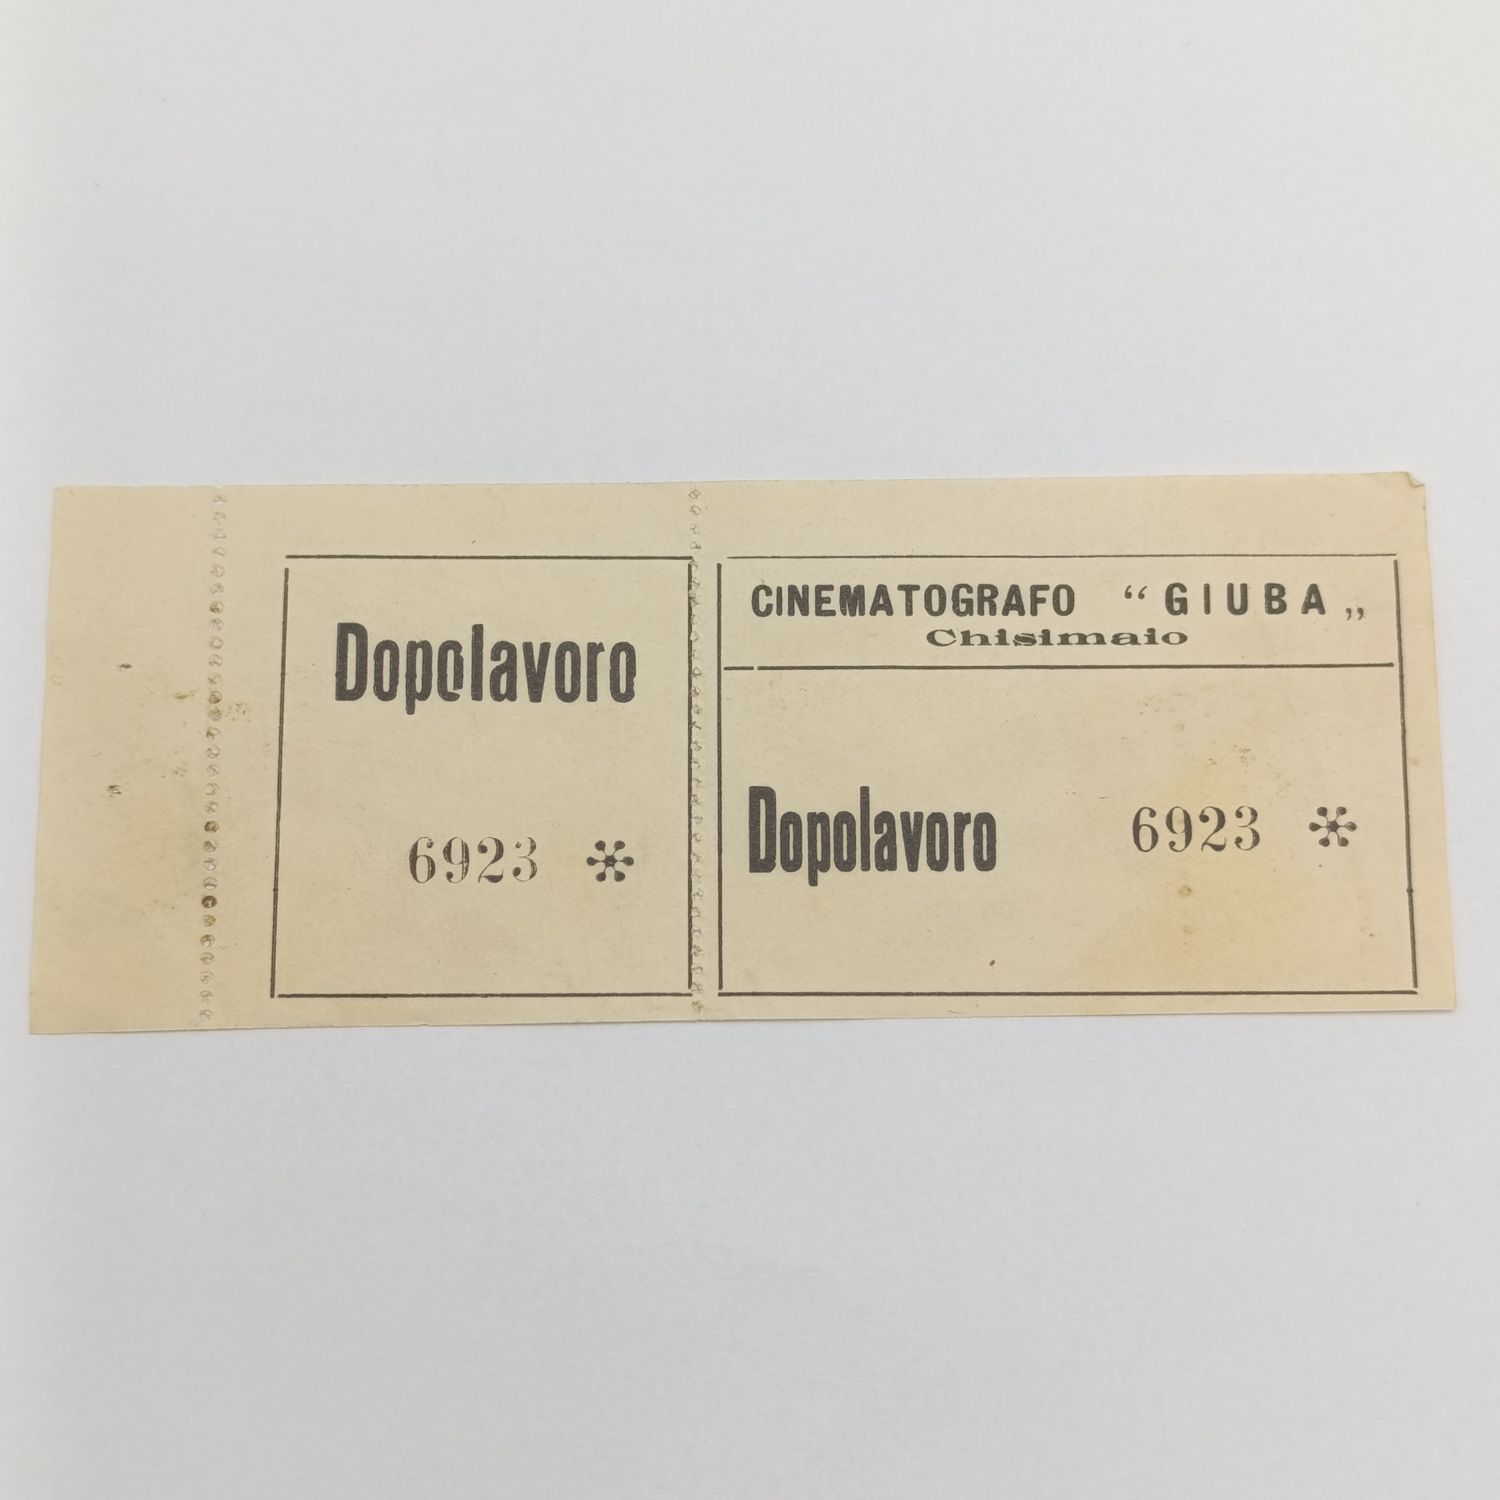 Dopolavoro
6923 *
CINEMATOGRAFO “GIUBA„
Chisimaio
Dopolavoro 6923 *